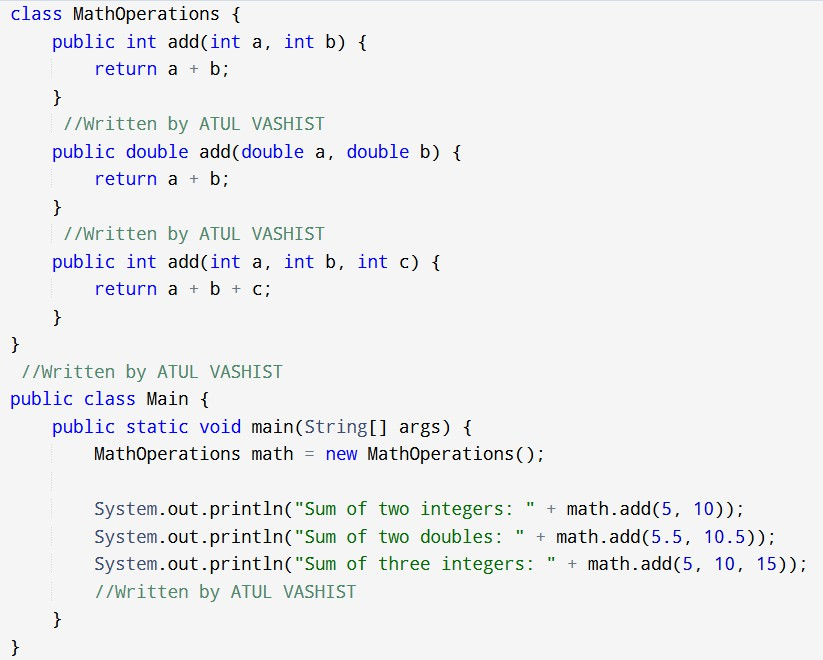 class MathOperations {
    public int add(int a, int b) {
        return a + b;
    }
     //Written by ATUL VASHIST
    public double add(double a, double b) {
        return a + b;
    }
     //Written by ATUL VASHIST
    public int add(int a, int b, int c) {
        return a + b + c;
    }
}
 //Written by ATUL VASHIST
public class Main {
    public static void main(String[] args) {
        MathOperations math = new MathOperations();

        System.out.println("Sum of two integers: " + math.add(5, 10));
        System.out.println("Sum of two doubles: " + math.add(5.5, 10.5));
        System.out.println("Sum of three integers: " + math.add(5, 10, 15));
        //Written by ATUL VASHIST
    }
}